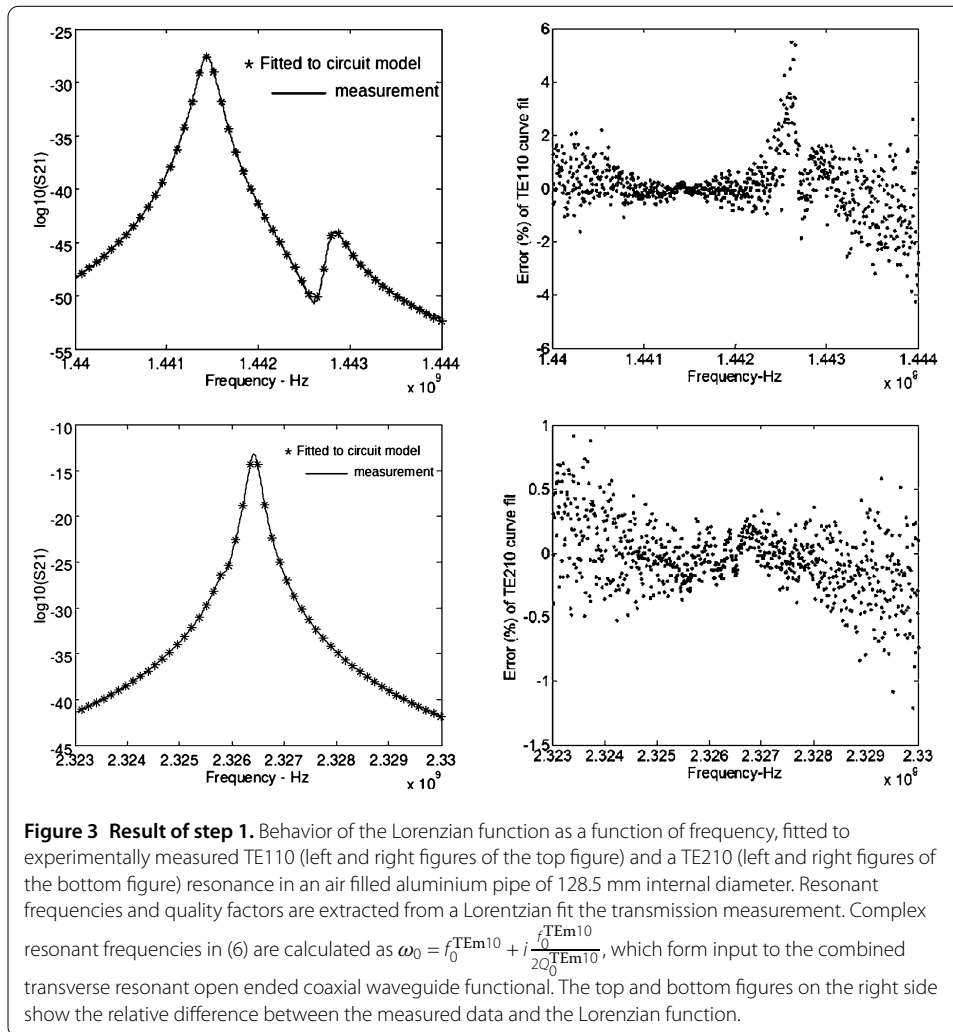 -25
-30
-35
-40
-45
-50
-55
log10(S21)
* Fitted to circuit model
measurement
1.44 1.441 1.442 1.443 1.444
Frequency - Hz
x 10⁹
6
4
2
0
-2
-4
-6
Error (%) of TE110 curve fit
1.44 1.441 1.442 1.443 1.444
Frequency-Hz
x 10⁹
-10
-15
-20
-25
-30
-35
-40
-45
log10(S21)
* Fitted to circuit model
measurement
2.323 2.324 2.325 2.326 2.327 2.328 2.329 2.33
Frequency - Hz
x 10⁹
1
0.5
0
-0.5
-1
-1.5
Error (%) of TE210 curve fit
2.323 2.324 2.325 2.326 2.327 2.328 2.329 2.33
Frequency-Hz
x 10⁹
Figure 3 Result of step 1. Behavior of the Lorenzian function as a function of frequency, fitted to
experimentally measured TE110 (left and right figures of the top figure) and a TE210 (left and right figures of
the bottom figure) resonance in an air filled aluminium pipe of 128.5 mm internal diameter. Resonant
frequencies and quality factors are extracted from a Lorentzian fit the transmission measurement. Complex
resonant frequencies in (6) are calculated as ω₀ = f₀^TEm10 + i f₀^TEm10 / 2Q₀^TEm10, which form input to the combined
transverse resonant open ended coaxial waveguide functional. The top and bottom figures on the right side
show the relative difference between the measured data and the Lorenzian function.